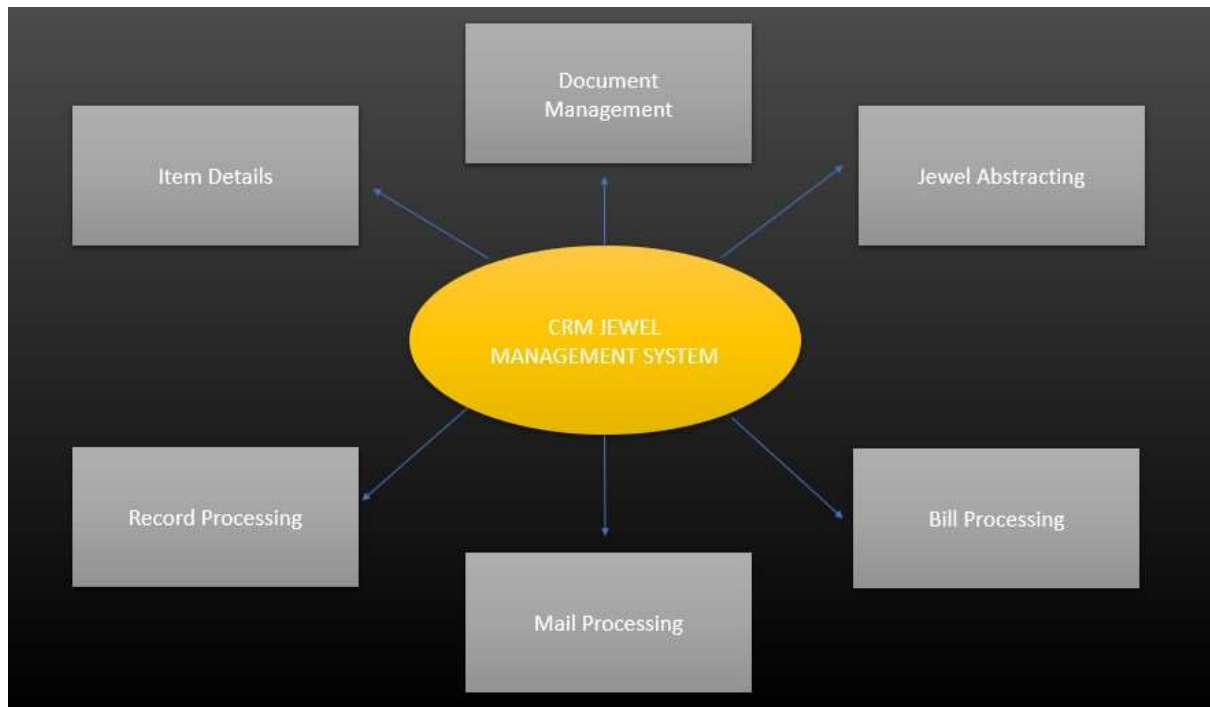 Document
Management
Item Details
Jewel Abstracting
CRM JEWEL
MANAGEMENT SYSTEM
Record Processing
Bill Processing
Mail Processing